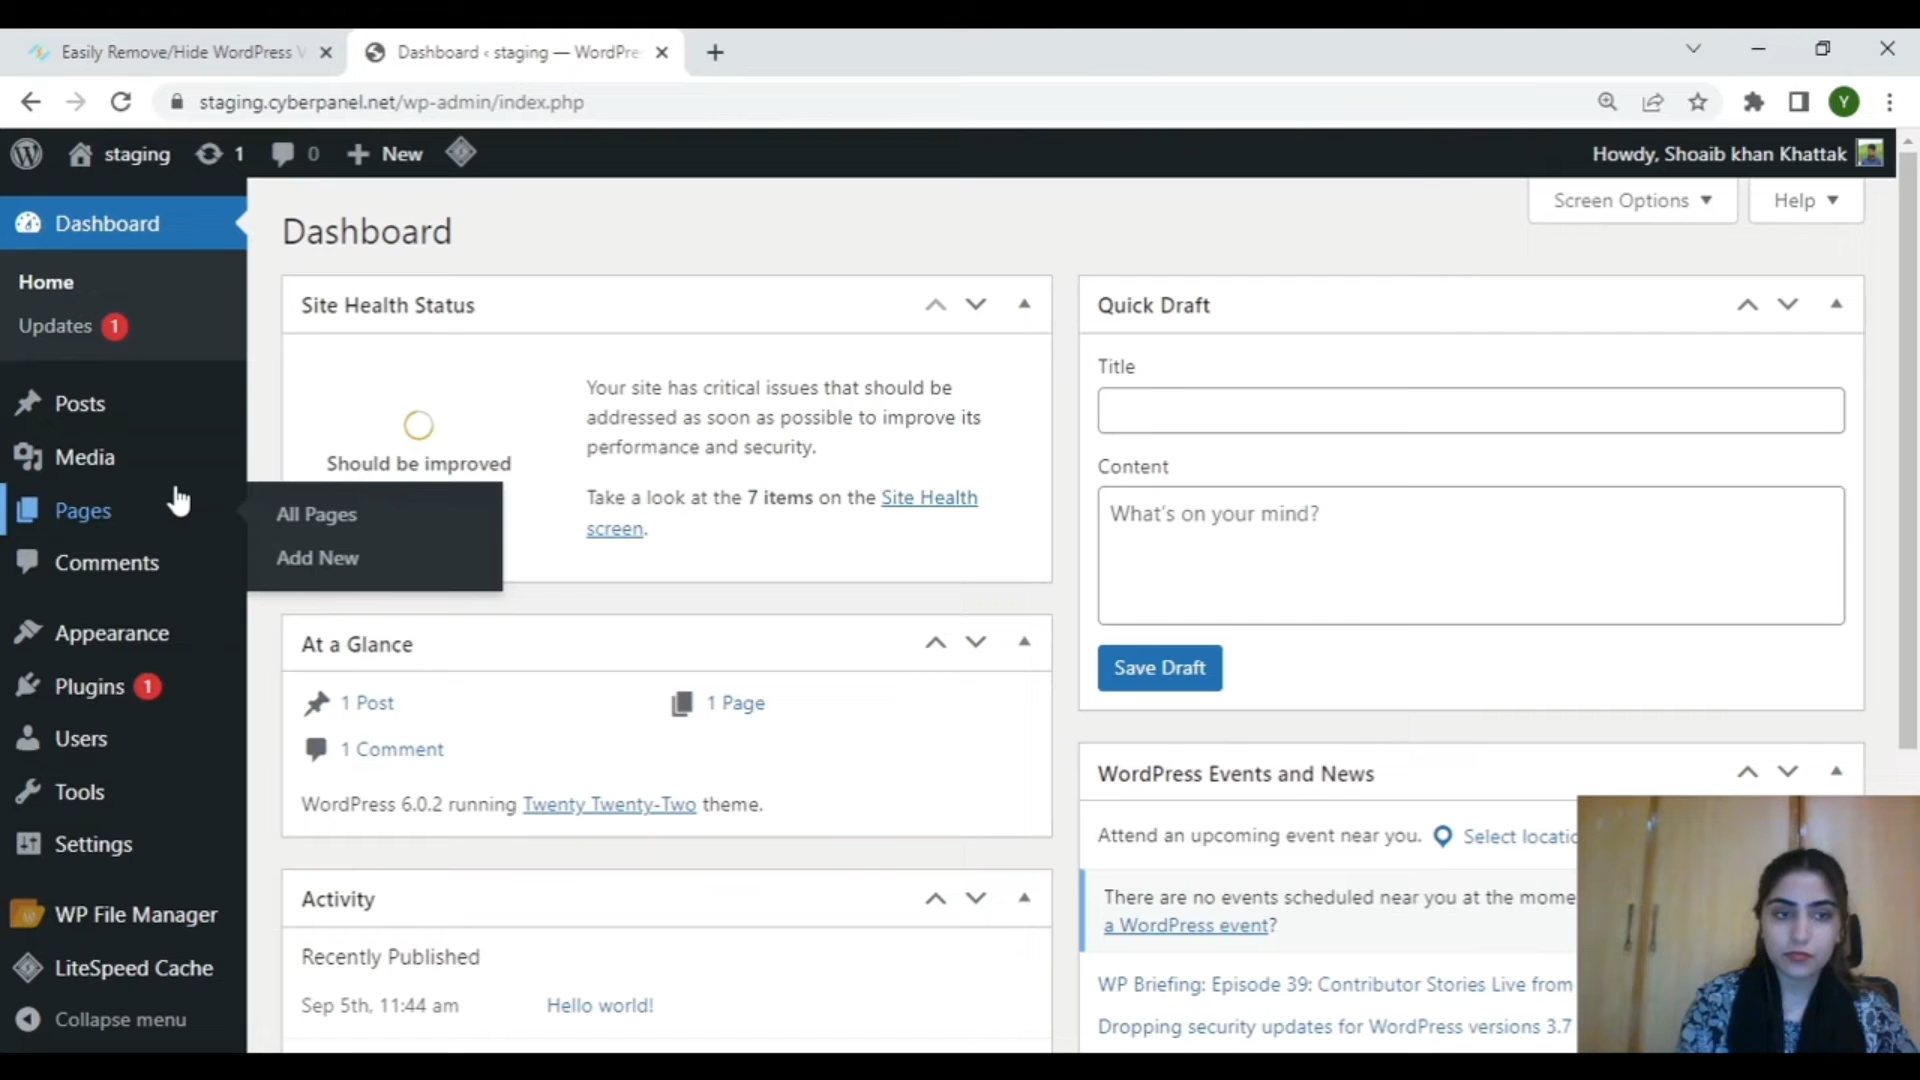 Easily Remove/Hide WordPress V
Dashboard ‹ staging — WordPre
staging.cyberpanel.net/wp-admin/index.php
Y
staging
1
0
New
Howdy, Shoaib khan Khattak
Screen Options
Help
Dashboard
Home
Updates 1
Posts
Media
Pages
All Pages
Add New
Comments
Appearance
Plugins 1
Users
Tools
Settings
WP File Manager
LiteSpeed Cache
Collapse menu
Dashboard
Site Health Status
Should be improved
Your site has critical issues that should be
addressed as soon as possible to improve its
performance and security.
Take a look at the 7 items on the Site Health
screen.
At a Glance
1 Post
1 Page
1 Comment
WordPress 6.0.2 running Twenty Twenty-Two theme.
Activity
Recently Published
Sep 5th, 11:44 am
Hello world!
Quick Draft
Title
Content
What's on your mind?
Save Draft
WordPress Events and News
Attend an upcoming event near you.
Select locatio
There are no events scheduled near you at the mome
a WordPress event?
WP Briefing: Episode 39: Contributor Stories Live from
Dropping security updates for WordPress versions 3.7